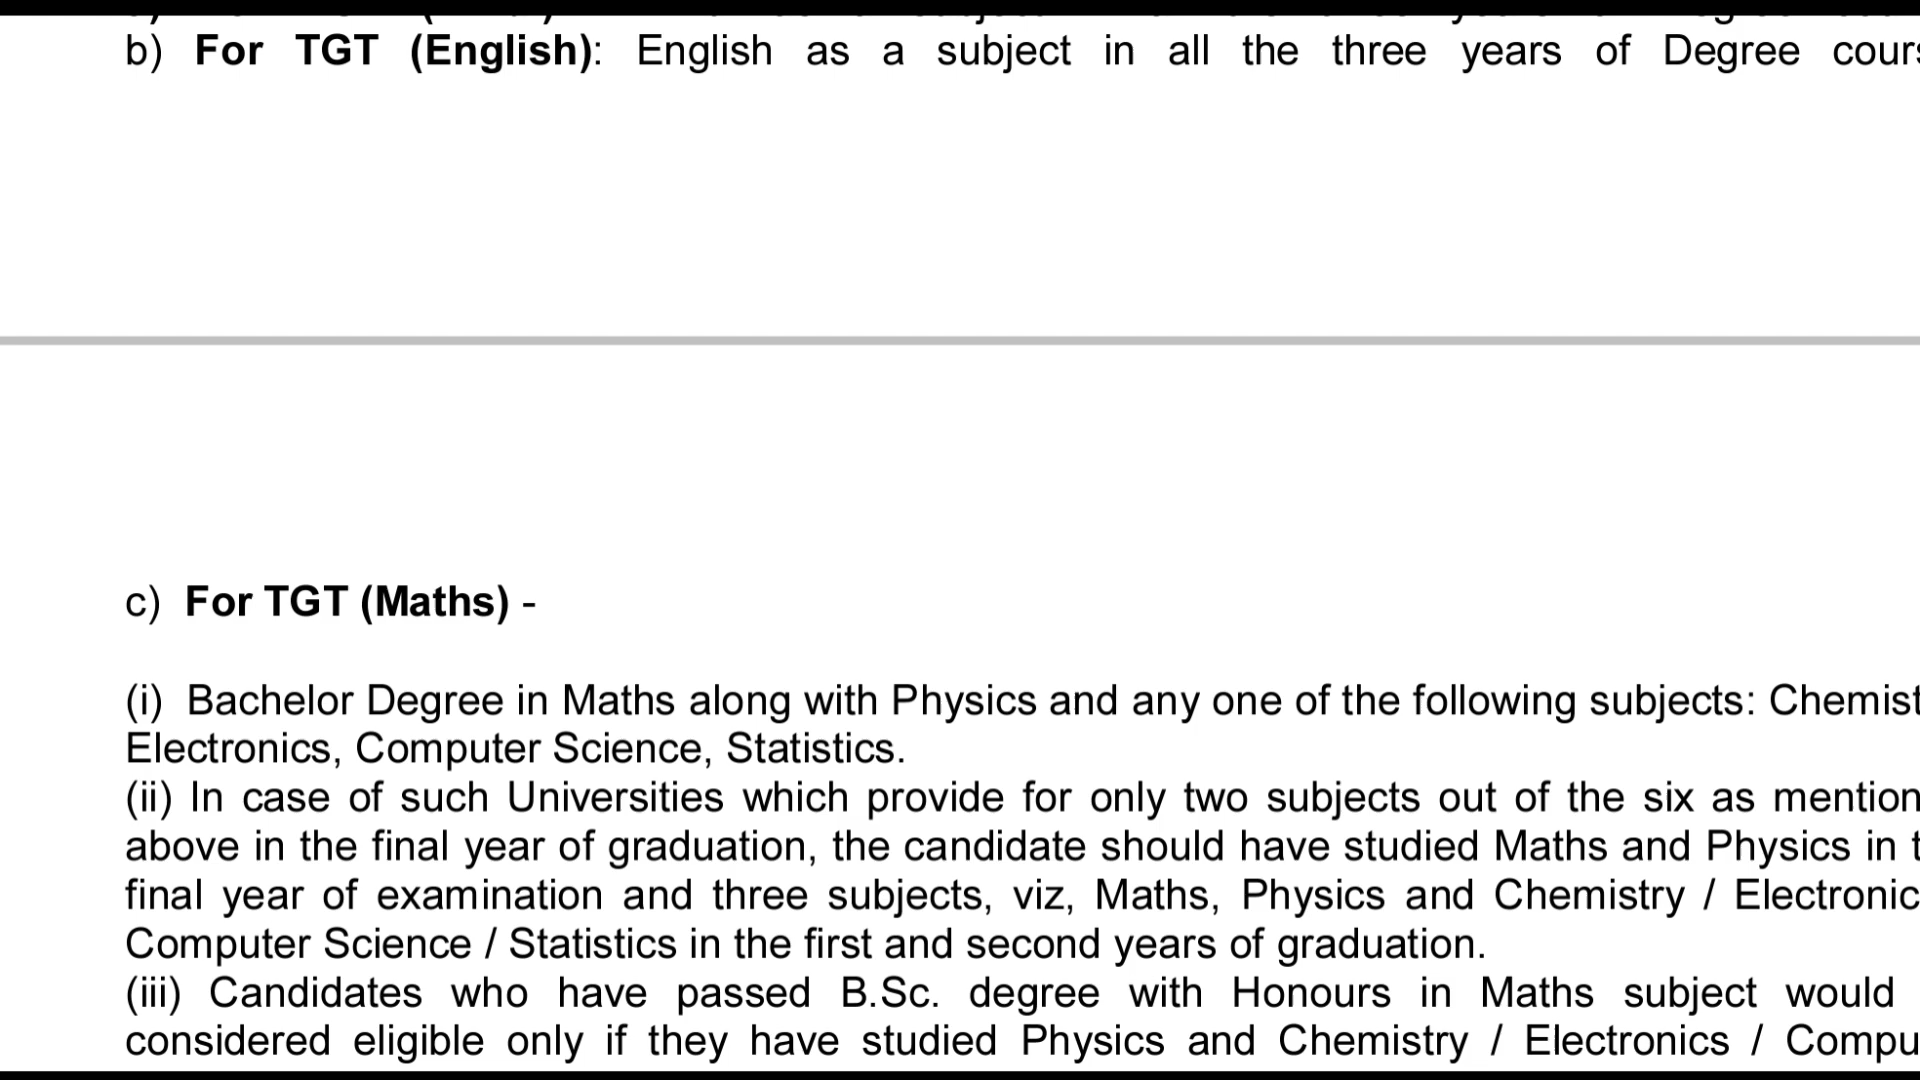 b) For TGT (English): English as a subject in all the three years of Degree
c) For TGT (Maths) -
(i) Bachelor Degree in Maths along with Physics and any one of the following subjects:
Electronics, Computer Science, Statistics.
(ii) In case of such Universities which provide for only two subjects out of the six as
above in the final year of graduation, the candidate should have studied Maths and Physics in
final year of examination and three subjects, viz, Maths, Physics and Chemistry /
Computer Science / Statistics in the first and second years of graduation.
(iii) Candidates who have passed B.Sc. degree with Honours in Maths subject would
considered eligible only if they have studied Physics and Chemistry / Electronics /